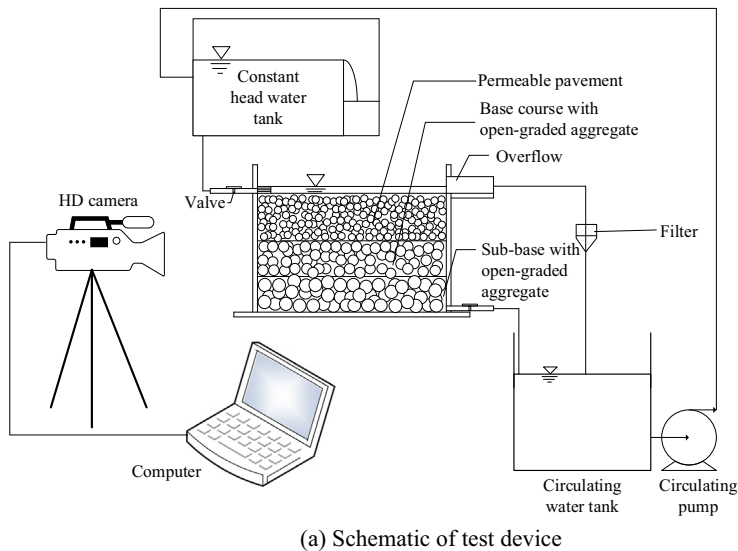 Constant
head water
tank
Permeable pavement
Base course with
open-graded aggregate
Overflow
HD camera
Valve
Filter
Sub-base with
open-graded
aggregate
Computer
Circulating
water tank
Circulating
pump
(a) Schematic of test device